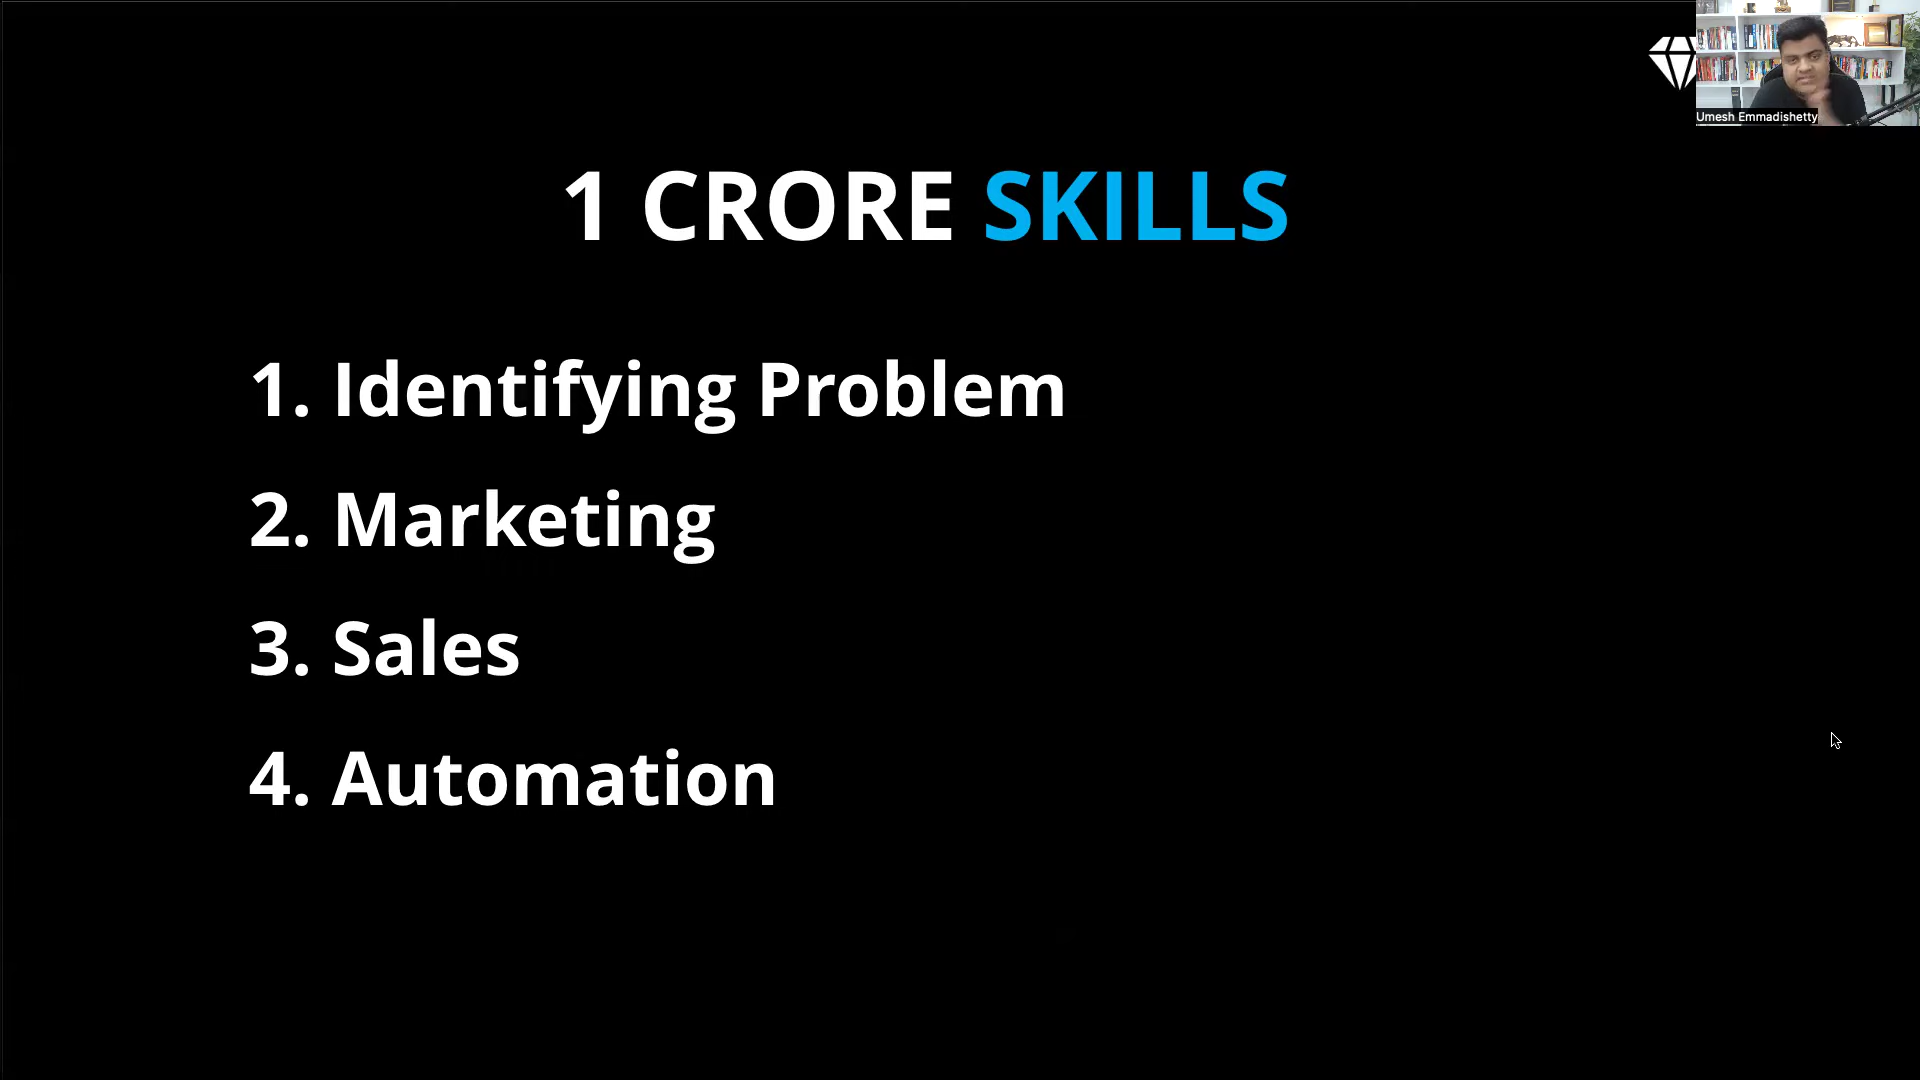 Umesh Emmadishetty
1 CRORE SKILLS
1. Identifying Problem
2. Marketing
3. Sales
4. Automation